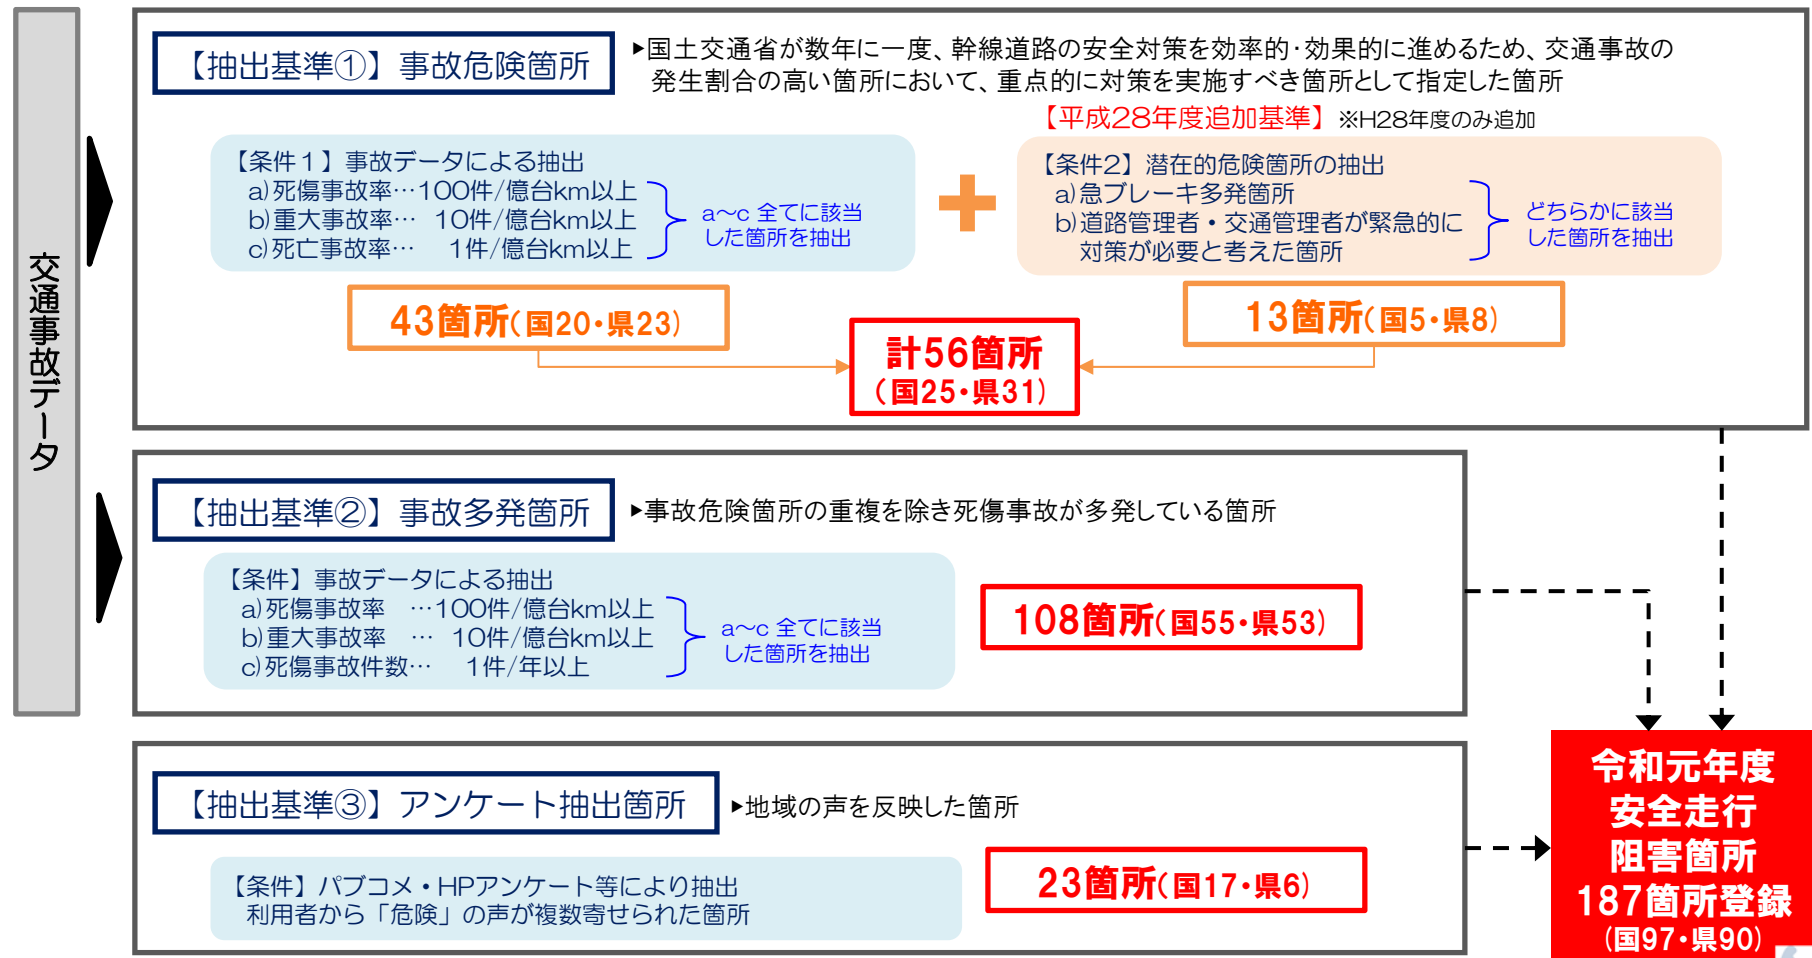 交通事故データ
【抽出基準①】事故危険箇所
▶国土交通省が数年に一度、幹線道路の安全対策を効率的・効果的に進めるため、交通事故の
発生割合の高い箇所において、重点的に対策を実施すべき箇所として指定した箇所
【平成28年度追加基準】 ※H28年度のみ追加
【条件1】事故データによる抽出
a)死傷事故率…100件/億台km以上
b)重大事故率… 10件/億台km以上
c)死亡事故率… 1件/億台km以上
a～c 全てに該当
した箇所を抽出
【条件2】潜在的危険箇所の抽出
a)急ブレーキ多発箇所
b)道路管理者・交通管理者が緊急的に
対策が必要と考えた箇所
どちらかに該当
した箇所を抽出
43箇所(国20・県23)
13箇所(国5・県8)
計56箇所
(国25・県31)
【抽出基準②】事故多発箇所
▶事故危険箇所の重複を除き死傷事故が多発している箇所
【条件】事故データによる抽出
a)死傷事故率 …100件/億台km以上
b)重大事故率 … 10件/億台km以上
c)死傷事故件数… 1件/年以上
a～c 全てに該当
した箇所を抽出
108箇所(国55・県53)
【抽出基準③】アンケート抽出箇所
▶地域の声を反映した箇所
【条件】パブコメ・HPアンケート等により抽出
利用者から「危険」の声が複数寄せられた箇所
23箇所(国17・県6)
令和元年度
安全走行
阻害箇所
187箇所登録
(国97・県90)